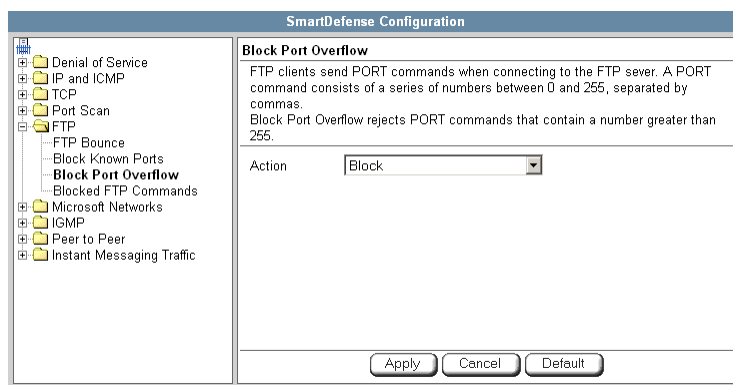 SmartDefense Configuration
Denial of Service
IP and ICMP
TCP
Port Scan
FTP
FTP Bounce
Block Known Ports
Block Port Overflow
Blocked FTP Commands
Microsoft Networks
IGMP
Peer to Peer
Instant Messaging Traffic
Block Port Overflow
FTP clients send PORT commands when connecting to the FTP sever. A PORT
command consists of a series of numbers between 0 and 255, separated by
commas.
Block Port Overflow rejects PORT commands that contain a number greater than
255.
Action
Block
Apply
Cancel
Default